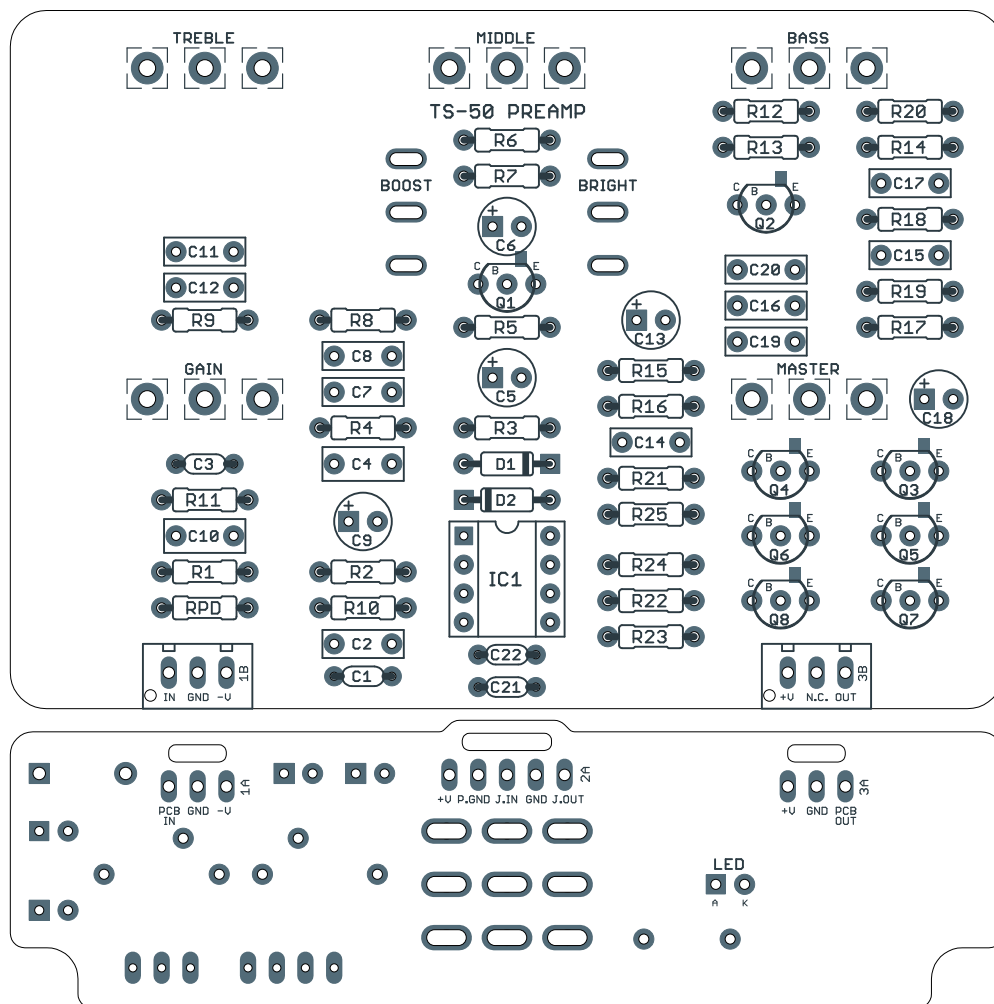 TREBLE MIDDLE BASS
TS-50 PREAMP
R12 R20
R6
R13 R14
R7
BOOST BRIGHT
C17
C B E
Q2
+
C6
R18
C11
C15
C20
C B E
Q1
C12
R19
C16
R9 R8 R5
+
C13
R17
C19
C8
GAIN R15 MASTER
+
C5
C7
+
C18
R16
R4 R3
C14
C3 C4 D1
C B E
Q4
C B E
Q3
R21
R11 D2
R25
+
C9
C10
C B E
Q6
C B E
Q5
R24
R1 R2 IC1
C B E
Q8
C B E
Q7
R22
RPD R10
R23
C2
C22
1B
3B
C1
C21
IN GND -V
+V N.C. OUT
1A
2A
3A
+V P.GND J.IN GND J.OUT
PCB IN GND -V
+V GND PCB OUT
LED
A K